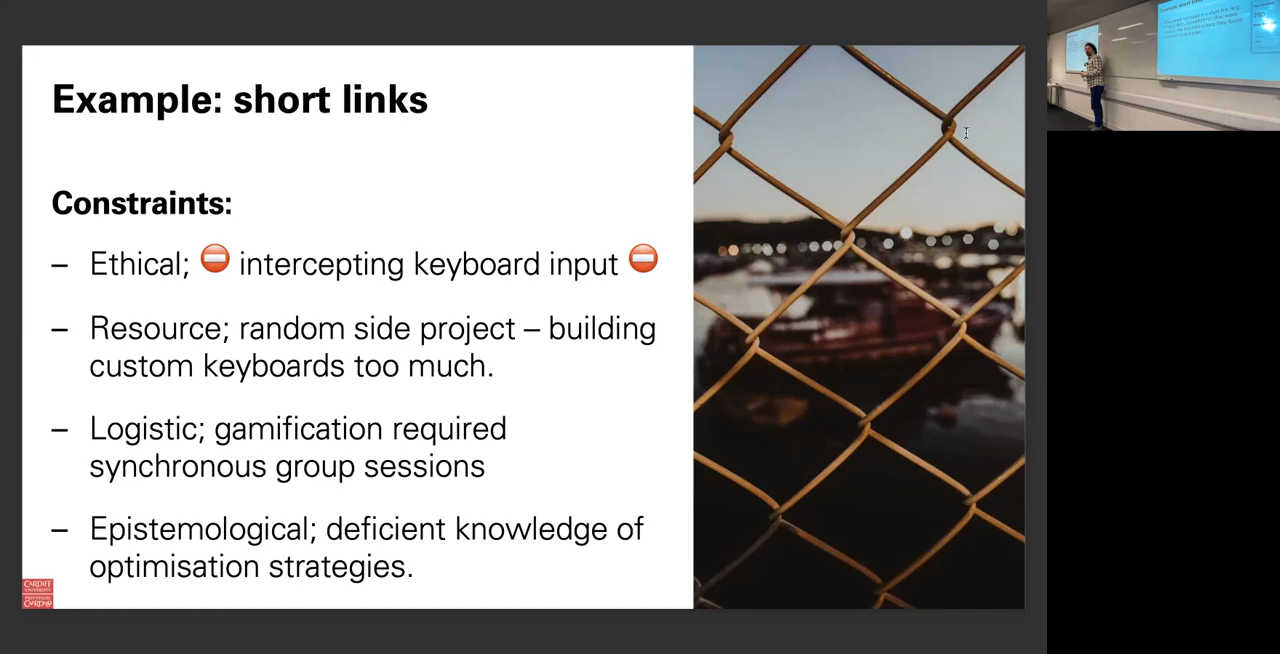 Example: short links
Constraints:
– Ethical; ⛔ intercepting keyboard input ⛔
– Resource; random side project – building
custom keyboards too much.
– Logistic; gamification required
synchronous group sessions
– Epistemological; deficient knowledge of
optimisation strategies.
CARDIFF
UNIVERSITY
PRIFYSGOL
CAERDYDD